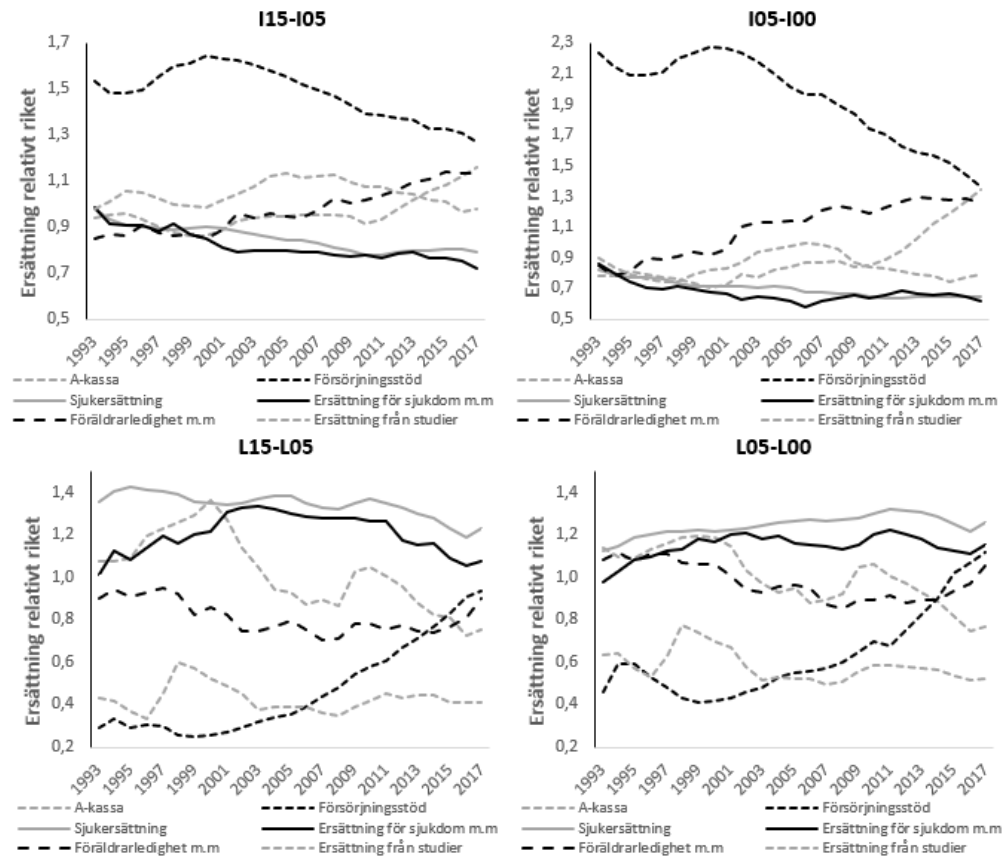 I15-I05
Ersättning relativt riket
1,7
1,5
1,3
1,1
0,9
0,7
0,5
1993
1995
1997
1999
2001
2003
2005
2007
2009
2011
2013
2015
2017
A-kassa
Försörjningsstöd
Sjukersättning
Ersättning för sjukdom m.m
Föräldrarledighet m.m
Ersättning från studier
I05-I00
Ersättning relativt riket
2,3
2,1
1,9
1,7
1,5
1,3
1,1
0,9
0,7
0,5
1993
1995
1997
1999
2001
2003
2005
2007
2009
2011
2013
2015
2017
A-kassa
Försörjningsstöd
Sjukersättning
Ersättning för sjukdom m.m
Föräldrarledighet m.m
Ersättning från studier
L15-L05
Ersättning relativt riket
1,4
1,2
1,0
0,8
0,6
0,4
0,2
1993
1995
1997
1999
2001
2003
2005
2007
2009
2011
2013
2015
2017
A-kassa
Försörjningsstöd
Sjukersättning
Ersättning för sjukdom m.m
Föräldrarledighet m.m
Ersättning från studier
L05-L00
Ersättning relativt riket
1,4
1,2
1,0
0,8
0,6
0,4
0,2
1993
1995
1997
1999
2001
2003
2005
2007
2009
2011
2013
2015
2017
A-kassa
Försörjningsstöd
Sjukersättning
Ersättning för sjukdom m.m
Föräldrarledighet m.m
Ersättning från studier